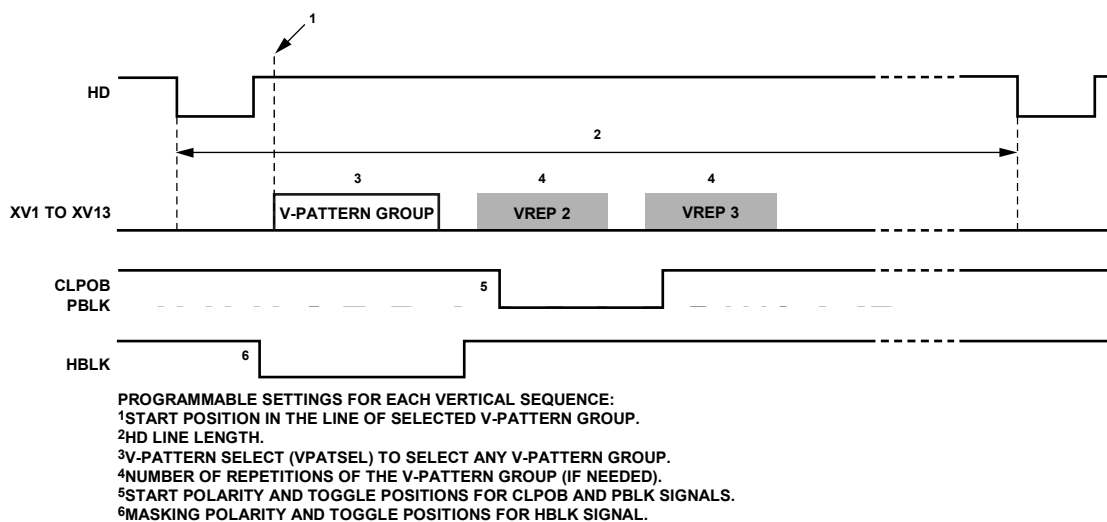 1
HD
2
3 4 4
XV1 TO XV13 V-PATTERN GROUP VREP 2 VREP 3
CLPOB
PBLK
5
HBLK 6
PROGRAMMABLE SETTINGS FOR EACH VERTICAL SEQUENCE:
1START POSITION IN THE LINE OF SELECTED V-PATTERN GROUP.
2HD LINE LENGTH.
3V-PATTERN SELECT (VPATSEL) TO SELECT ANY V-PATTERN GROUP.
4NUMBER OF REPETITIONS OF THE V-PATTERN GROUP (IF NEEDED).
5START POLARITY AND TOGGLE POSITIONS FOR CLPOB AND PBLK SIGNALS.
6MASKING POLARITY AND TOGGLE POSITIONS FOR HBLK SIGNAL.